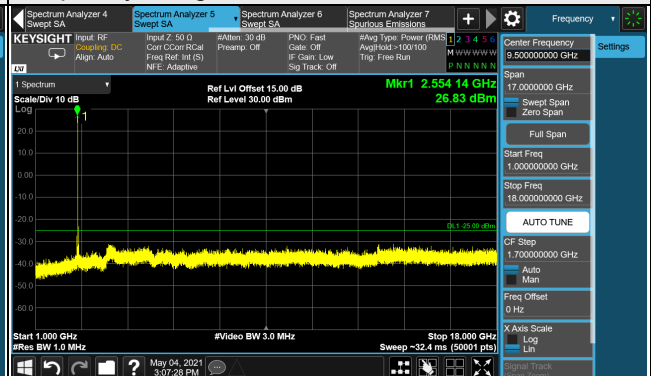 Spectrum Analyzer 4
Swept SA
Spectrum Analyzer 5
Swept SA
Spectrum Analyzer 6
Swept SA
Spectrum Analyzer 7
Spurious Emissions
Frequency
KEYSIGHT
Input: RF
Coupling: DC
Align: Auto
Input Z: 50 Ω
Corr CCorr RCal
Freq Ref: Int (S)
NFE: Adaptive
#Atten: 30 dB
Preamp: Off
PNO: Fast
Gate: Off
IF Gain: Low
Sig Track: Off
#Avg Type: Power (RMS
Avg|Hold:>100/100
Trig: Free Run
1 2 3 4 5 6
M W W W W W
P N N N N N
LXI
1 Spectrum
Scale/Div 10 dB
Ref Lvl Offset 15.00 dB
Ref Level 30.00 dBm
Mkr1 2.554 14 GHz
26.83 dBm
Log
1
20.0
10.0
0.00
-10.0
-20.0
-30.0
-40.0
-50.0
-60.0
DL1 -25.00 dBm
Start 1.000 GHz
#Res BW 1.0 MHz
#Video BW 3.0 MHz
Stop 18.000 GHz
Sweep ~32.4 ms (50001 pts)
May 04, 2021
3:07:28 PM
Center Frequency
9.500000000 GHz
Settings
Span
17.0000000 GHz
Swept Span
Zero Span
Full Span
Start Freq
1.000000000 GHz
Stop Freq
18.000000000 GHz
AUTO TUNE
CF Step
1.700000000 GHz
Auto
Man
Freq Offset
0 Hz
X Axis Scale
Log
Lin
Signal Track